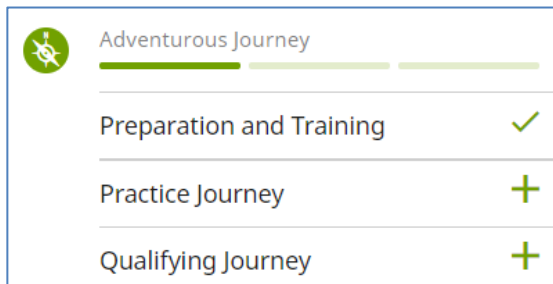 Adventurous Journey
Preparation and Training
Practice Journey
Qualifying Journey